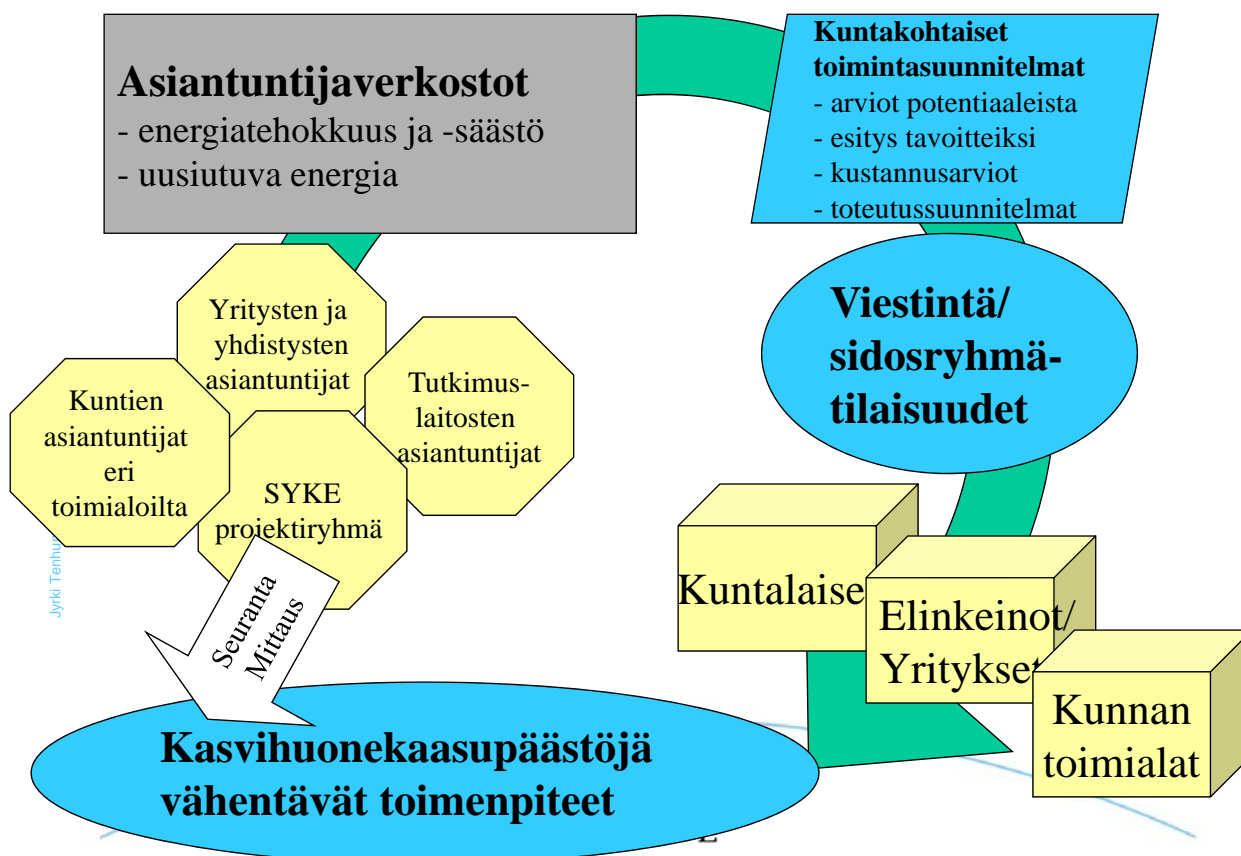 Asiantuntijaverkostot
- energiatehokkuus ja -säästö
- uusiutuva energia
Kuntakohtaiset
toimintasuunnitelmat
- arviot potentiaaleista
- esitys tavoitteiksi
- kustannusarviot
- toteutussuunnitelmat
Yritysten ja
yhdistysten
asiantuntijat
Kuntien
asiantuntijat
eri
toimialoilta
Tutkimus-
laitosten
asiantuntijat
SYKE
projektiryhmä
Viestintä/
sidosryhmä-
tilaisuudet
Kuntalaise
Elinkeinot/
Yritykset
Kunnan
toimialat
Seuranta
Mittaus
Kasvihuonekaasupäästöjä
vähentävät toimenpiteet
Jyrki